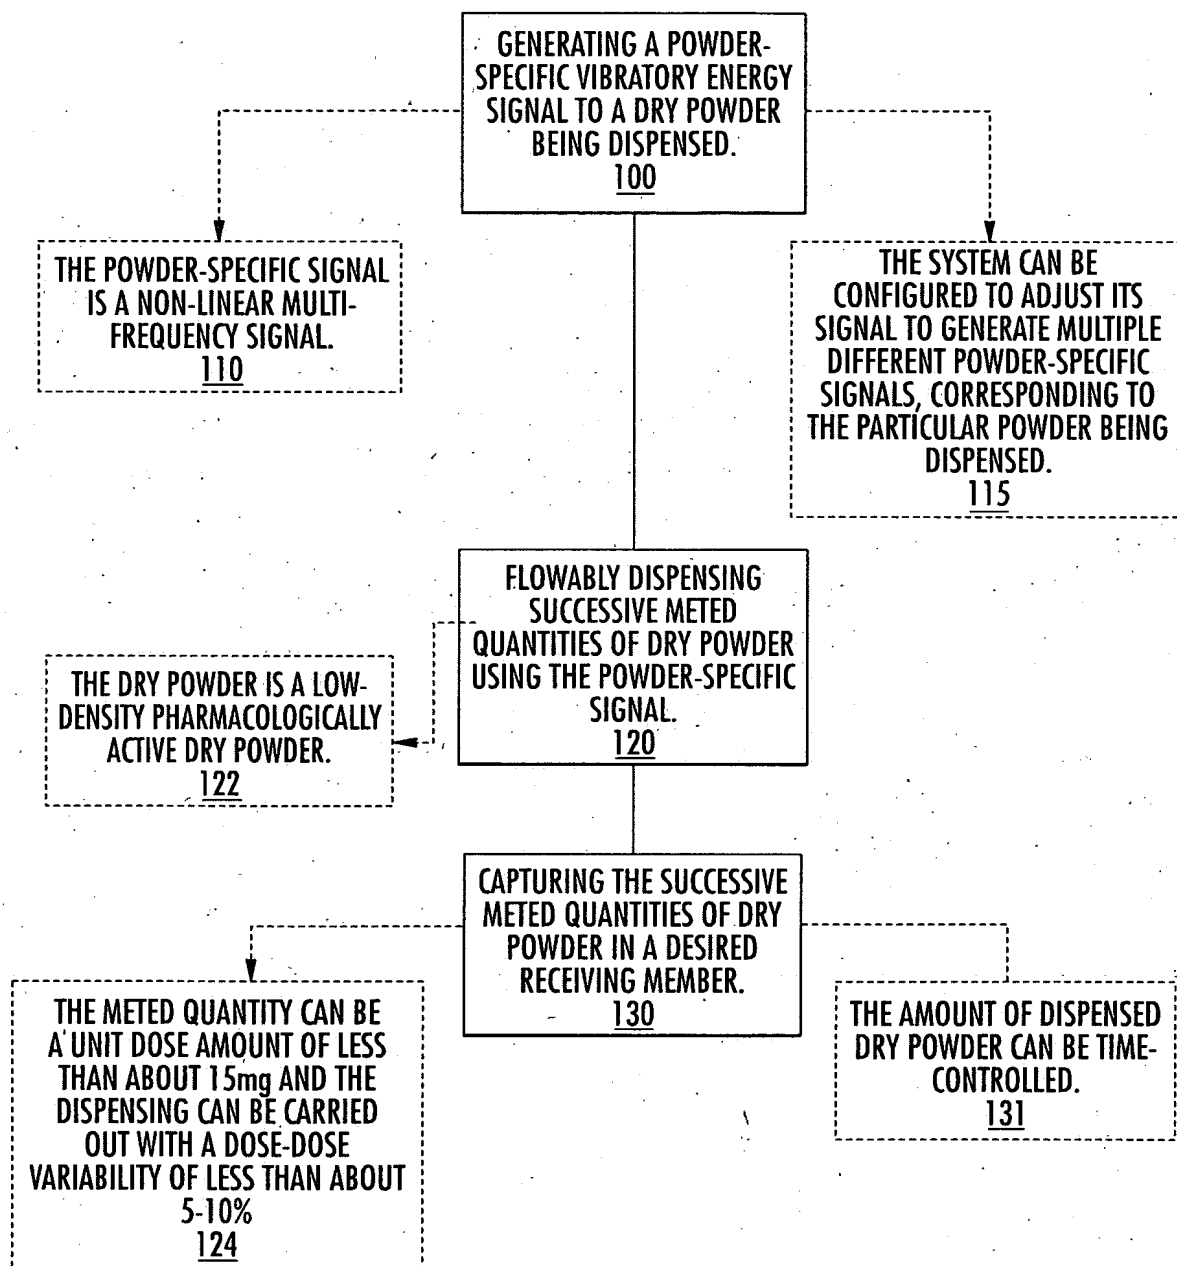 GENERATING A POWDER-
SPECIFIC VIBRATORY ENERGY
SIGNAL TO A DRY POWDER
BEING DISPENSED.
100
THE POWDER-SPECIFIC SIGNAL
IS A NON-LINEAR MULTI-
FREQUENCY SIGNAL.
110
THE SYSTEM CAN BE
CONFIGURED TO ADJUST ITS
SIGNAL TO GENERATE MULTIPLE
DIFFERENT POWDER-SPECIFIC
SIGNALS, CORRESPONDING TO
THE PARTICULAR POWDER BEING
DISPENSED.
115
FLOWABLY DISPENSING
SUCCESSIVE METED
QUANTITIES OF DRY POWDER
USING THE POWDER-SPECIFIC
SIGNAL.
120
THE DRY POWDER IS A LOW-
DENSITY PHARMACOLOGICALLY
ACTIVE DRY POWDER.
122
CAPTURING THE SUCCESSIVE
METED QUANTITIES OF DRY
POWDER IN A DESIRED
RECEIVING MEMBER.
130
THE METED QUANTITY CAN BE
A UNIT DOSE AMOUNT OF LESS
THAN ABOUT 15mg AND THE
DISPENSING CAN BE CARRIED
OUT WITH A DOSE-DOSE
VARIABILITY OF LESS THAN ABOUT
5-10%
124
THE AMOUNT OF DISPENSED
DRY POWDER CAN BE TIME-
CONTROLLED.
131